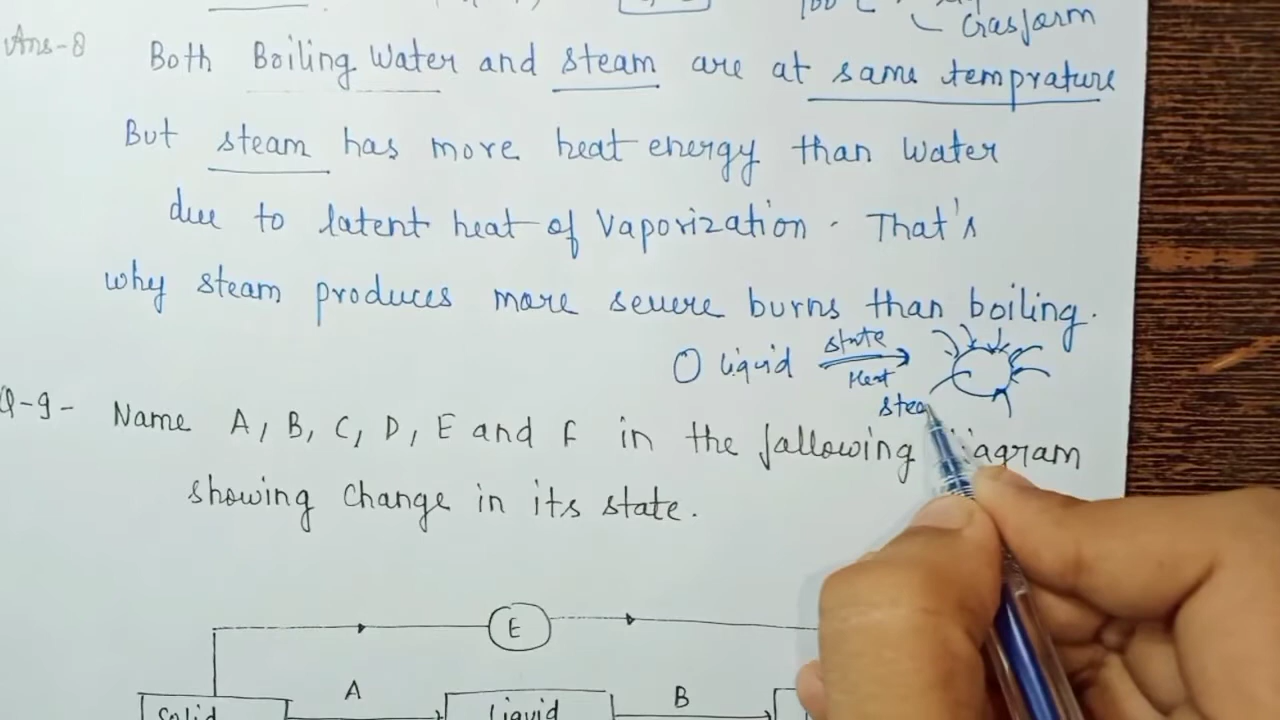 100 C
Ans-8
Both Boiling Water and steam are at same temprature
But steam has more heat energy than water
due to latent heat of vaporization. That's
why steam produces more severe burns than boiling.
liquid state
Heat
stea
Q-9- Name A, B, C, D, E and F in the following diagram
showing change in its state.
E
A
B
Solid
Liquid